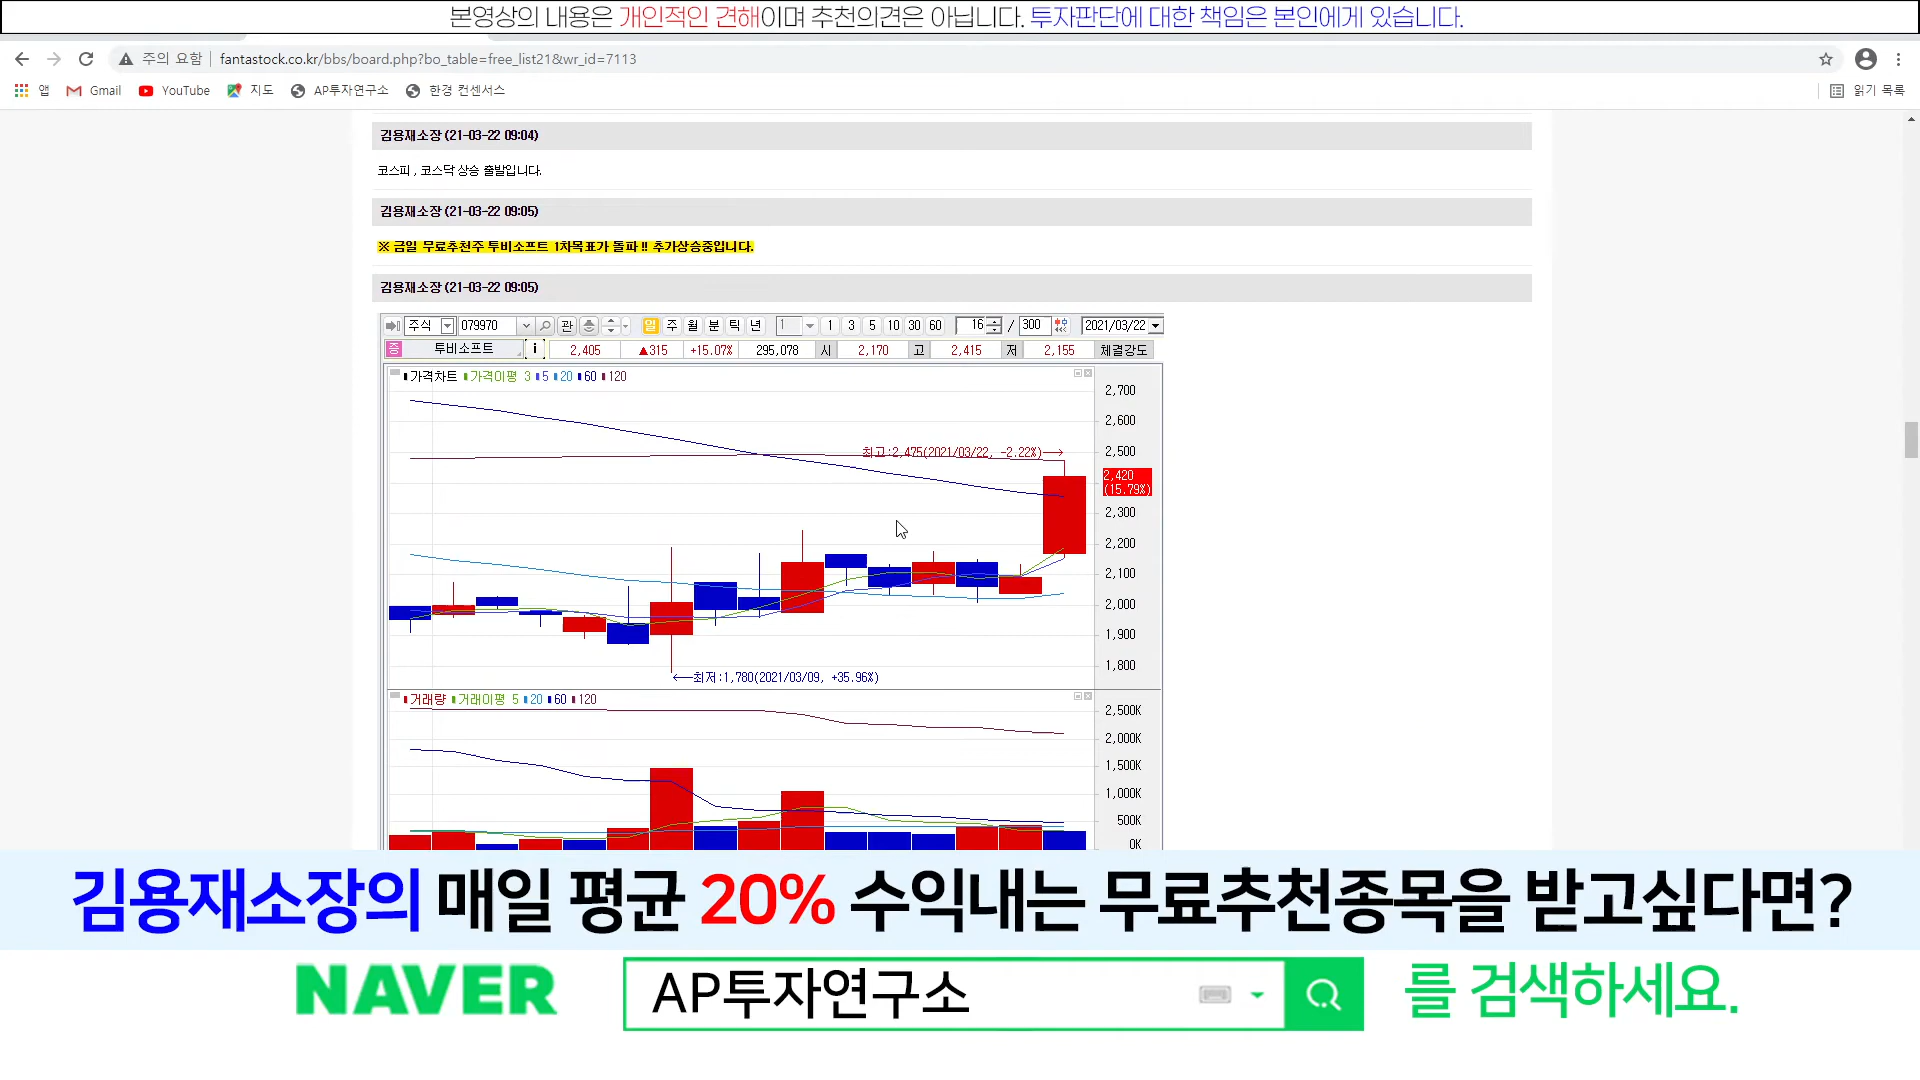 본영상의 내용은 개인적인 견해이며 추천의견은 아닙니다. 투자판단에 대한 책임은 본인에게 있습니다.
주의 요함 fantastock.co.kr/bbs/board.php?bo_table=free_list21&wr_id=7113
앱 Gmail YouTube 지도 AP투자연구소 한경 컨센서스 읽기 목록
김용재소장 (21-03-22 09:04)
코스피 , 코스닥 상승 출발입니다.
김용재소장 (21-03-22 09:05)
※ 금일 무료추천주 투비소프트 1차목표가 돌파 !! 추가상승중입니다.
김용재소장 (21-03-22 09:05)
주식 079970 관 일 주 월 분 틱 년 1 1 3 5 10 30 60 16 / 300 2021/03/22
증 투비소프트 i 2,405 ▲315 +15.07% 295,078 시 2,170 고 2,415 저 2,155 체결강도
가격차트 가격이평 3 5 20 60 120
2,700
2,600
최고:2,475(2021/03/22, -2.22%)→ 2,500
2,420
(15.79%)
2,300
2,200
2,100
2,000
1,900
1,800
←최저:1,780(2021/03/09, +35.96%)
거래량 거래이평 5 20 60 120
2,500K
2,000K
1,500K
1,000K
500K
0K
김용재소장의 매일 평균 20% 수익내는 무료추천종목을 받고싶다면?
NAVER AP투자연구소 를 검색하세요.